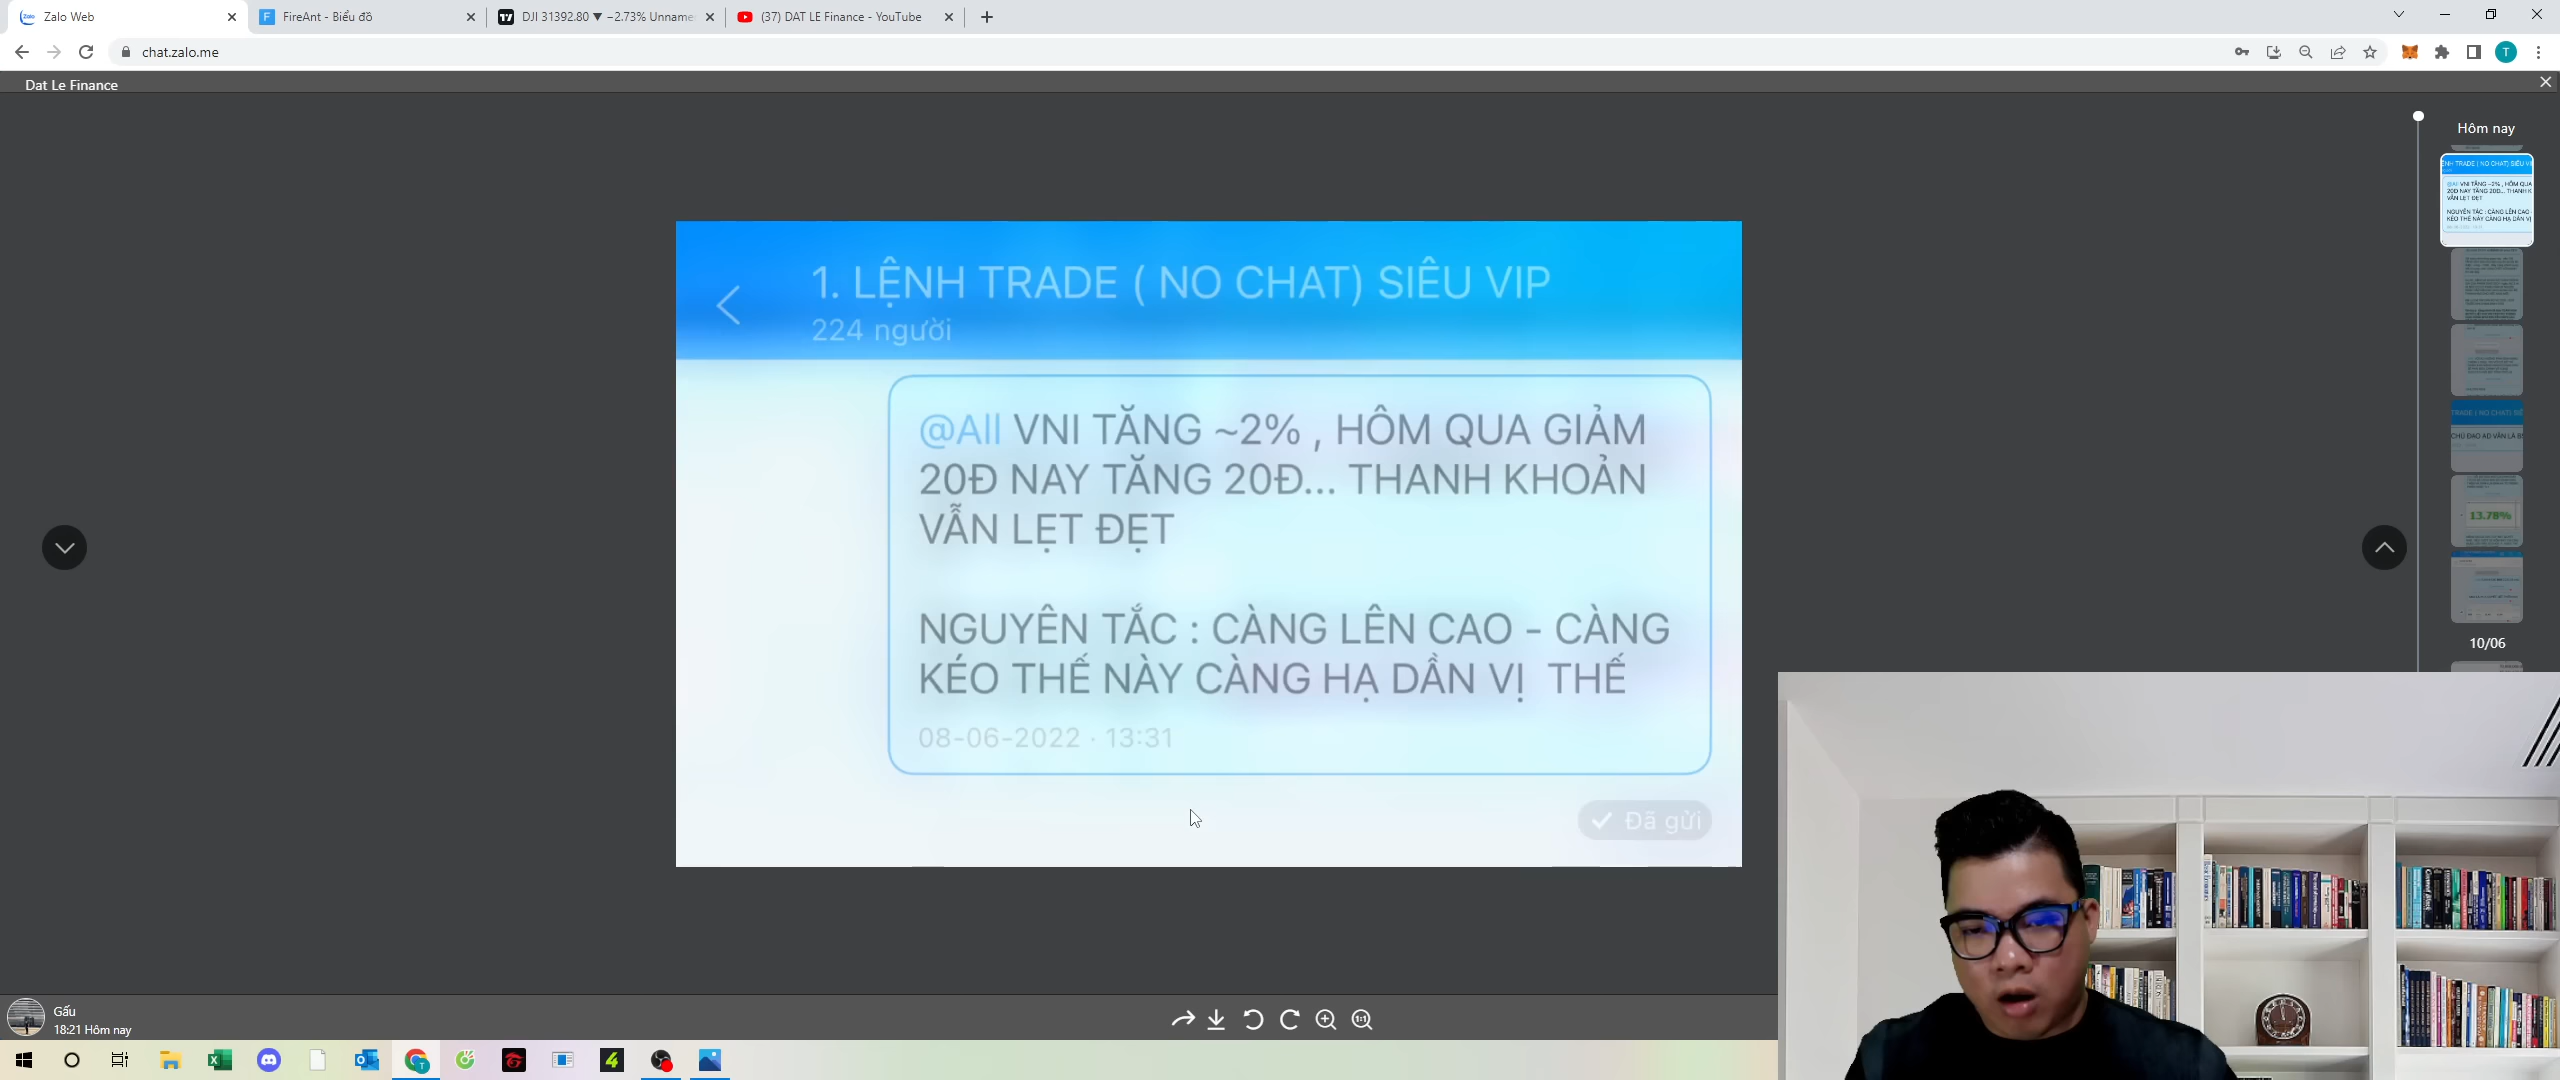 Zalo Web
FireAnt - Biểu đồ
DJI 31392.80 ▼ −2.73% Unname
(37) DAT LE Finance - YouTube
chat.zalo.me
T
Dat Le Finance
Hôm nay
1. LỆNH TRADE ( NO CHAT) SIÊU VIP
224 người
@All VNI TĂNG ~2% , HÔM QUA GIẢM
20Đ NAY TĂNG 20Đ... THANH KHOẢN
VẪN LẸT ĐẸT
NGUYÊN TẮC : CÀNG LÊN CAO - CÀNG
KÉO THẾ NÀY CÀNG HẠ DẦN VỊ THẾ
08-06-2022 · 13:31
Đã gửi
13.78%
10/06
Gấu
18:21 Hôm nay